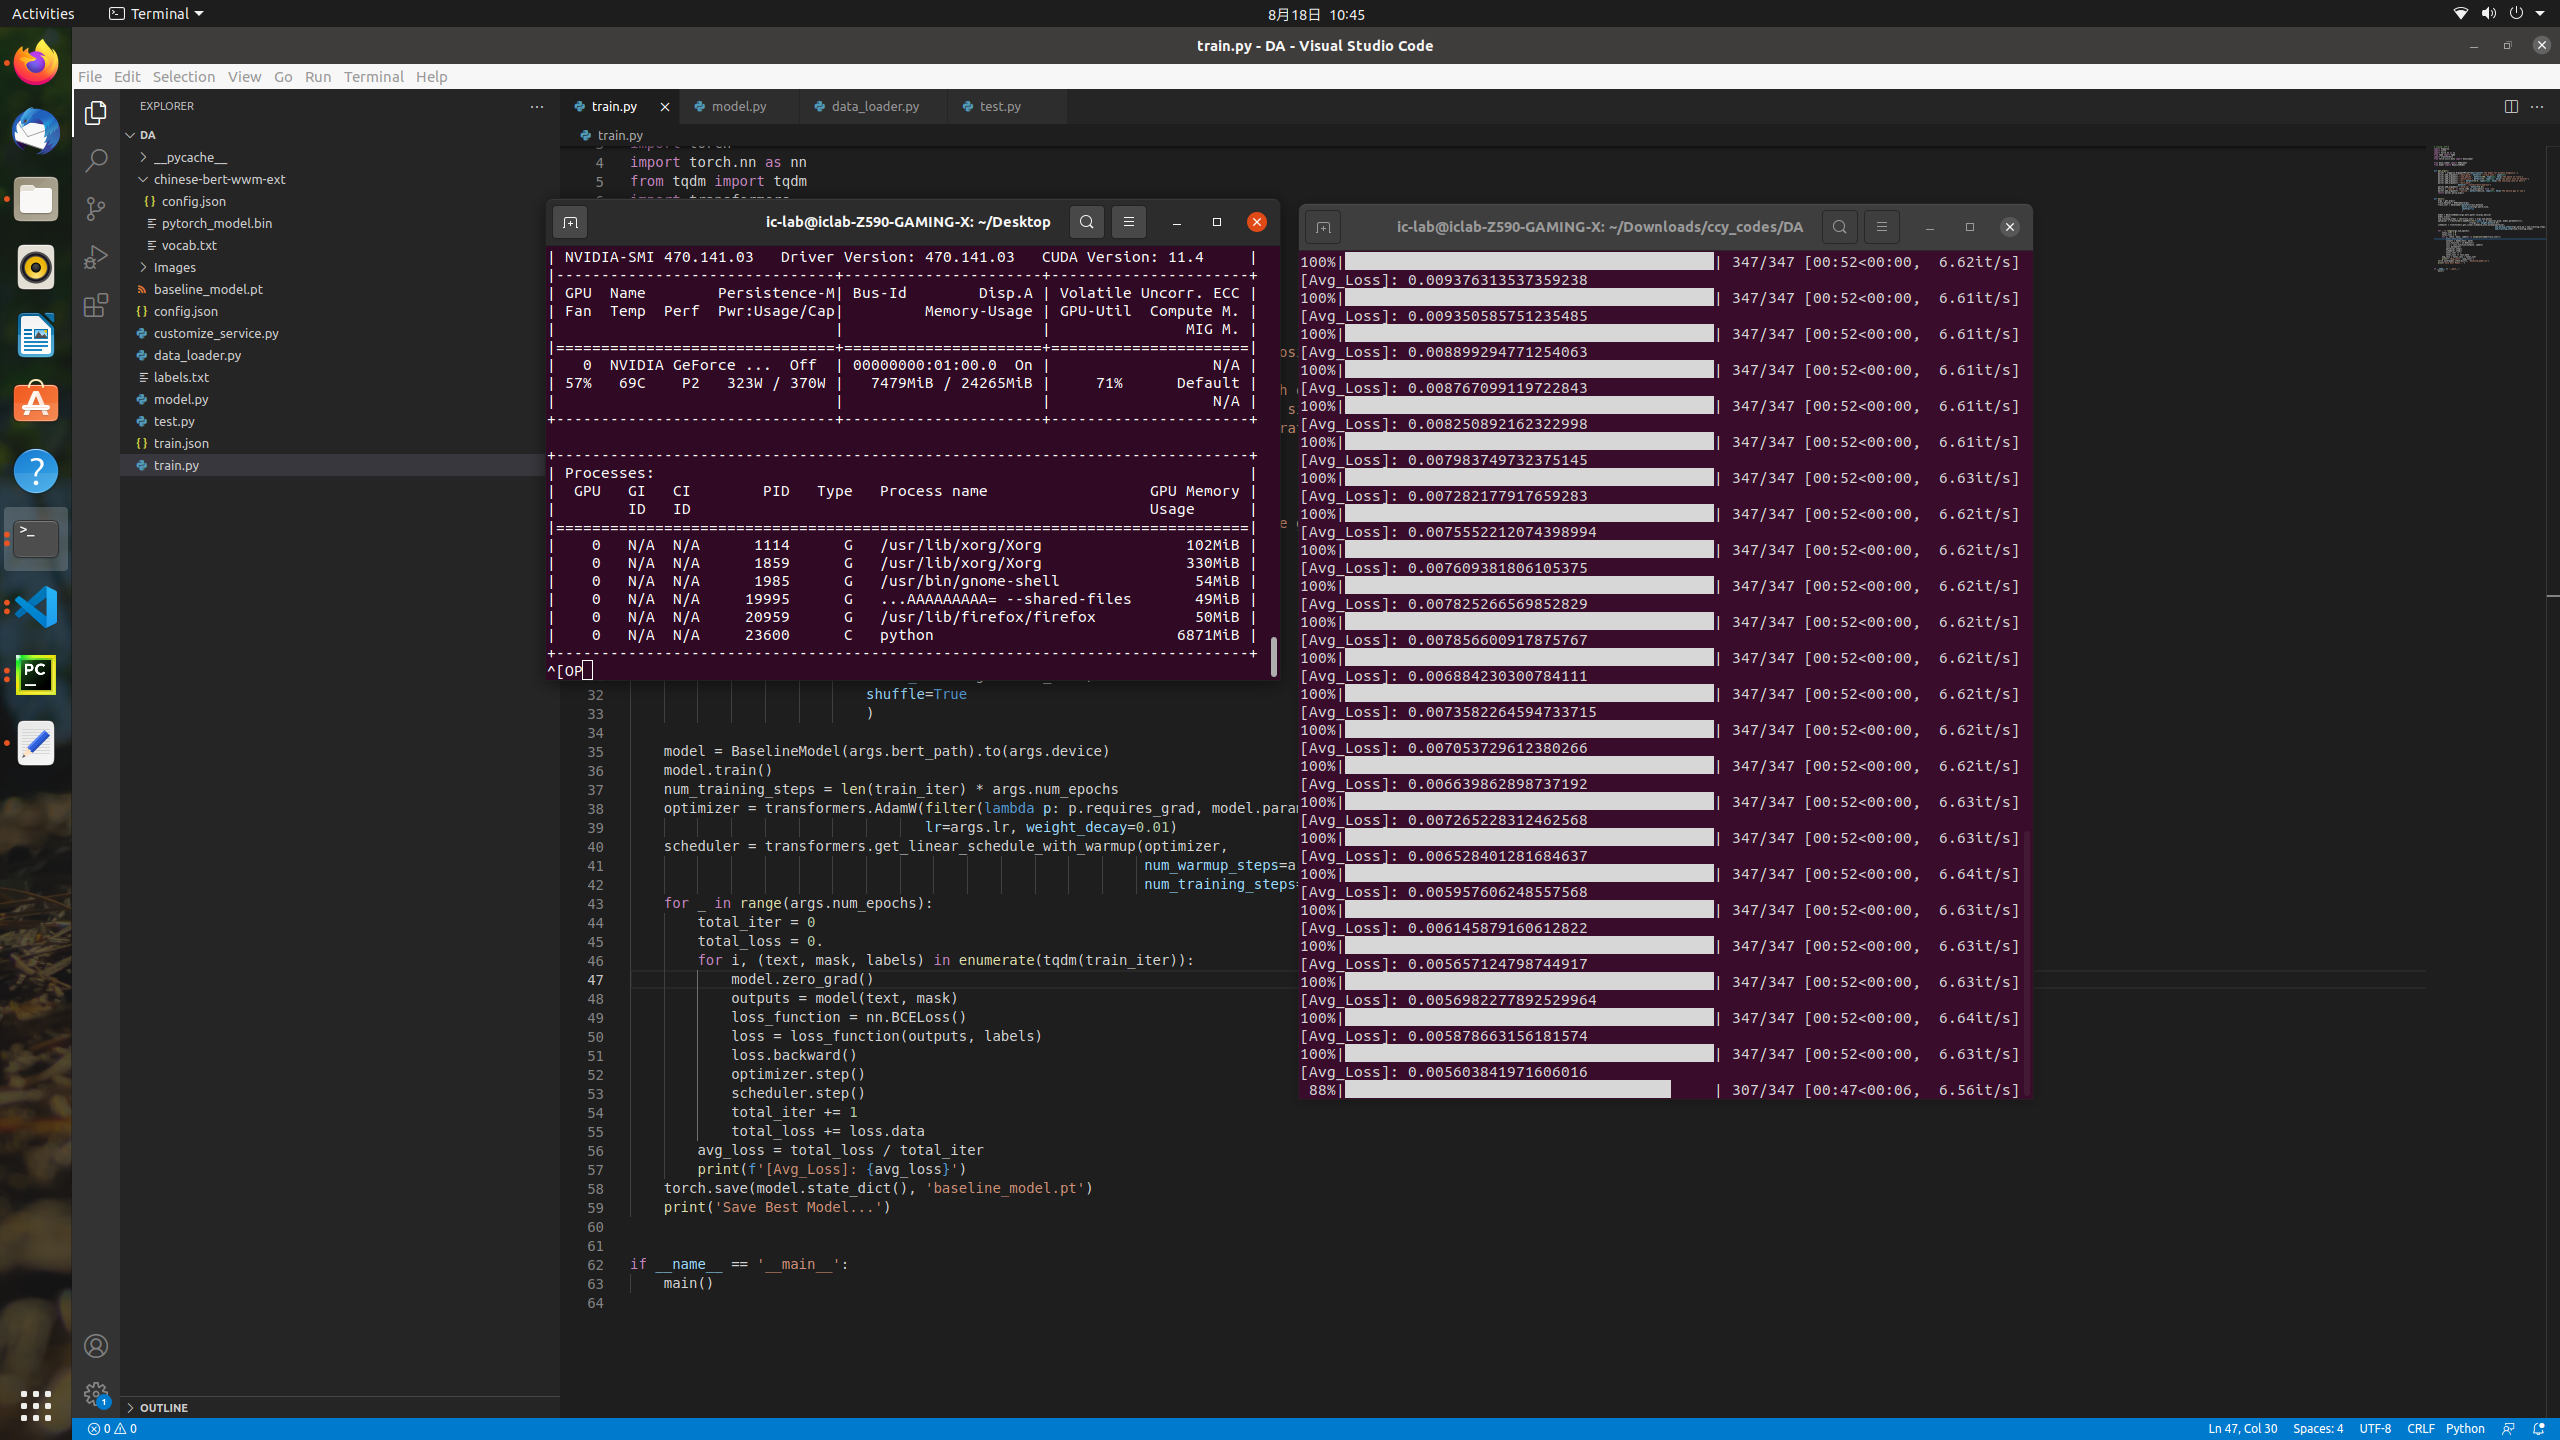 Activities
Terminal
8月18日 10:45
train.py - DA - Visual Studio Code
File Edit Selection View Go Run Terminal Help
EXPLORER
DA
__pycache__
chinese-bert-wwm-ext
config.json
pytorch_model.bin
vocab.txt
Images
baseline_model.pt
config.json
customize_service.py
data_loader.py
labels.txt
model.py
test.py
train.json
train.py
OUTLINE
train.py
model.py
data_loader.py
test.py
train.py
4 import torch.nn as nn
5 from tqdm import tqdm
ic-lab@iclab-Z590-GAMING-X: ~/Desktop
| NVIDIA-SMI 470.141.03   Driver Version: 470.141.03   CUDA Version: 11.4     |
|-------------------------------+----------------------+----------------------+
| GPU  Name        Persistence-M| Bus-Id        Disp.A | Volatile Uncorr. ECC |
| Fan  Temp  Perf  Pwr:Usage/Cap|         Memory-Usage | GPU-Util  Compute M. |
|                               |                      |               MIG M. |
|===============================+======================+======================|
|   0  NVIDIA GeForce ...  Off  | 00000000:01:00.0  On |                  N/A |
| 57%   69C    P2   323W / 370W |   7479MiB / 24265MiB |     71%      Default |
|                               |                      |                  N/A |
+-------------------------------+----------------------+----------------------+
+-----------------------------------------------------------------------------+
| Processes:                                                                  |
|  GPU   GI   CI        PID   Type   Process name                  GPU Memory |
|        ID   ID                                                   Usage      |
|=============================================================================|
|    0   N/A  N/A      1114      G   /usr/lib/xorg/Xorg                102MiB |
|    0   N/A  N/A      1859      G   /usr/lib/xorg/Xorg                330MiB |
|    0   N/A  N/A      1985      G   /usr/bin/gnome-shell               54MiB |
|    0   N/A  N/A     19995      G   ...AAAAAAAAA= --shared-files       49MiB |
|    0   N/A  N/A     20959      G   /usr/lib/firefox/firefox           50MiB |
|    0   N/A  N/A     23600      C   python                           6871MiB |
+-----------------------------------------------------------------------------+
^[OP
32 shuffle=True
33 )
34
35 model = BaselineModel(args.bert_path).to(args.device)
36 model.train()
37 num_training_steps = len(train_iter) * args.num_epochs
38 optimizer = transformers.AdamW(filter(lambda p: p.requires_grad, model.param
39 lr=args.lr, weight_decay=0.01)
40 scheduler = transformers.get_linear_schedule_with_warmup(optimizer,
41 num_warmup_steps=a
42 num_training_steps=
43 for _ in range(args.num_epochs):
44 total_iter = 0
45 total_loss = 0.
46 for i, (text, mask, labels) in enumerate(tqdm(train_iter)):
47 model.zero_grad()
48 outputs = model(text, mask)
49 loss_function = nn.BCELoss()
50 loss = loss_function(outputs, labels)
51 loss.backward()
52 optimizer.step()
53 scheduler.step()
54 total_iter += 1
55 total_loss += loss.data
56 avg_loss = total_loss / total_iter
57 print(f'[Avg_Loss]: {avg_loss}')
58 torch.save(model.state_dict(), 'baseline_model.pt')
59 print('Save Best Model...')
60
61
62 if __name__ == '__main__':
63 main()
64
ic-lab@iclab-Z590-GAMING-X: ~/Downloads/ccy_codes/DA
100%| | 347/347 [00:52<00:00, 6.62it/s]
[Avg_Loss]: 0.009376313537359238
100%| | 347/347 [00:52<00:00, 6.61it/s]
[Avg_Loss]: 0.009350585751235485
100%| | 347/347 [00:52<00:00, 6.61it/s]
[Avg_Loss]: 0.008899294771254063
100%| | 347/347 [00:52<00:00, 6.61it/s]
[Avg_Loss]: 0.008767099119722843
100%| | 347/347 [00:52<00:00, 6.61it/s]
[Avg_Loss]: 0.008250892162322998
100%| | 347/347 [00:52<00:00, 6.61it/s]
[Avg_Loss]: 0.007983749732375145
100%| | 347/347 [00:52<00:00, 6.63it/s]
[Avg_Loss]: 0.007282177917659283
100%| | 347/347 [00:52<00:00, 6.62it/s]
[Avg_Loss]: 0.0075552212074398994
100%| | 347/347 [00:52<00:00, 6.62it/s]
[Avg_Loss]: 0.007609381806105375
100%| | 347/347 [00:52<00:00, 6.62it/s]
[Avg_Loss]: 0.007825266569852829
100%| | 347/347 [00:52<00:00, 6.62it/s]
[Avg_Loss]: 0.007856600917875767
100%| | 347/347 [00:52<00:00, 6.62it/s]
[Avg_Loss]: 0.006884230300784111
100%| | 347/347 [00:52<00:00, 6.62it/s]
[Avg_Loss]: 0.0073582264594733715
100%| | 347/347 [00:52<00:00, 6.62it/s]
[Avg_Loss]: 0.007053729612380266
100%| | 347/347 [00:52<00:00, 6.62it/s]
[Avg_Loss]: 0.006639862898737192
100%| | 347/347 [00:52<00:00, 6.63it/s]
[Avg_Loss]: 0.007265228312462568
100%| | 347/347 [00:52<00:00, 6.63it/s]
[Avg_Loss]: 0.006528401281684637
100%| | 347/347 [00:52<00:00, 6.64it/s]
[Avg_Loss]: 0.005957606248557568
100%| | 347/347 [00:52<00:00, 6.63it/s]
[Avg_Loss]: 0.006145879160612822
100%| | 347/347 [00:52<00:00, 6.63it/s]
[Avg_Loss]: 0.005657124798744917
100%| | 347/347 [00:52<00:00, 6.63it/s]
[Avg_Loss]: 0.0056982277892529964
100%| | 347/347 [00:52<00:00, 6.64it/s]
[Avg_Loss]: 0.005878663156181574
100%| | 347/347 [00:52<00:00, 6.63it/s]
[Avg_Loss]: 0.005603841971606016
88%| | 307/347 [00:47<00:06, 6.56it/s]
0 0
Ln 47, Col 30 Spaces: 4 UTF-8 CRLF Python